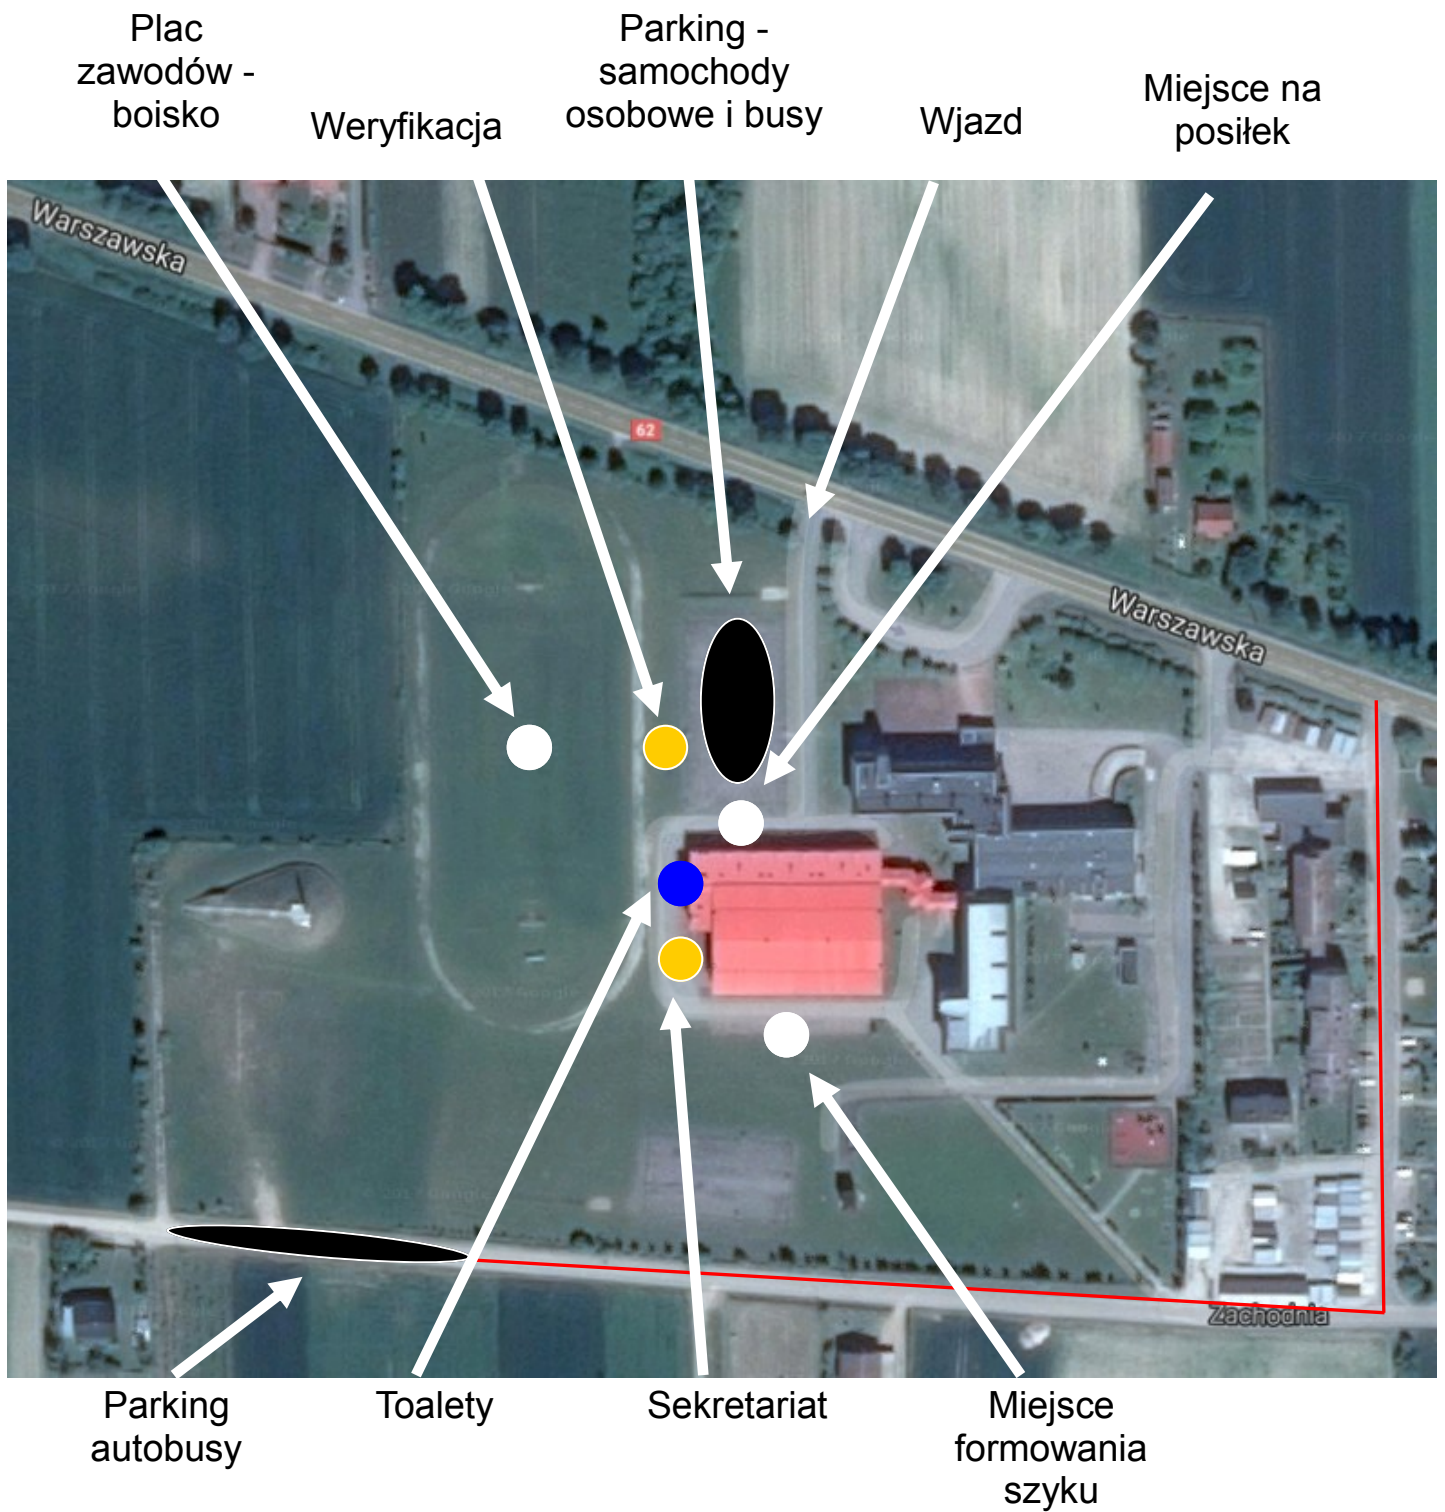 Plac
zawodów -
boisko
Weryfikacja
Parking -
samochody
osobowe i busy
Wjazd
Miejsce na
posiłek
Warszawska
62
Warszawska
Zachodnia
Parking
autobusy
Toalety
Sekretariat
Miejsce
formowania
szyku